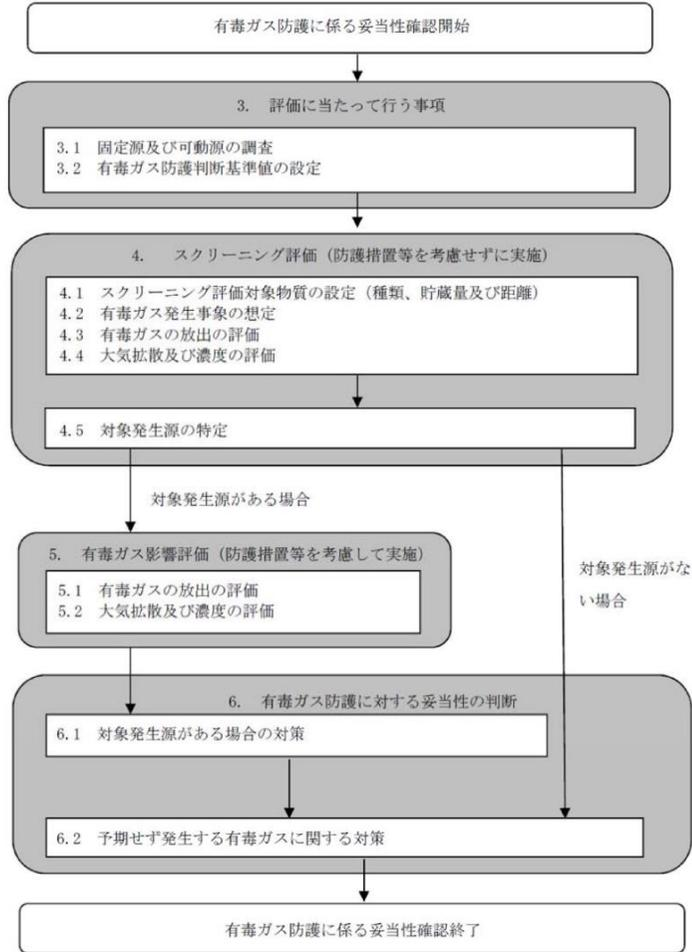 有毒ガス防護に係る妥当性確認開始
3. 評価に当たって行う事項
3.1 固定源及び可動源の調査
3.2 有毒ガス防護判断基準値の設定
4. スクリーニング評価（防護措置等を考慮せずに実施）
4.1 スクリーニング評価対象物質の設定（種類、貯蔵量及び距離）
4.2 有毒ガス発生事象の想定
4.3 有毒ガスの放出の評価
4.4 大気拡散及び濃度の評価
4.5 対象発生源の特定
対象発生源がある場合
5. 有毒ガス影響評価（防護措置等を考慮して実施）
5.1 有毒ガスの放出の評価
5.2 大気拡散及び濃度の評価
対象発生源がな
い場合
6. 有毒ガス防護に対する妥当性の判断
6.1 対象発生源がある場合の対策
6.2 予期せず発生する有毒ガスに関する対策
有毒ガス防護に係る妥当性確認終了